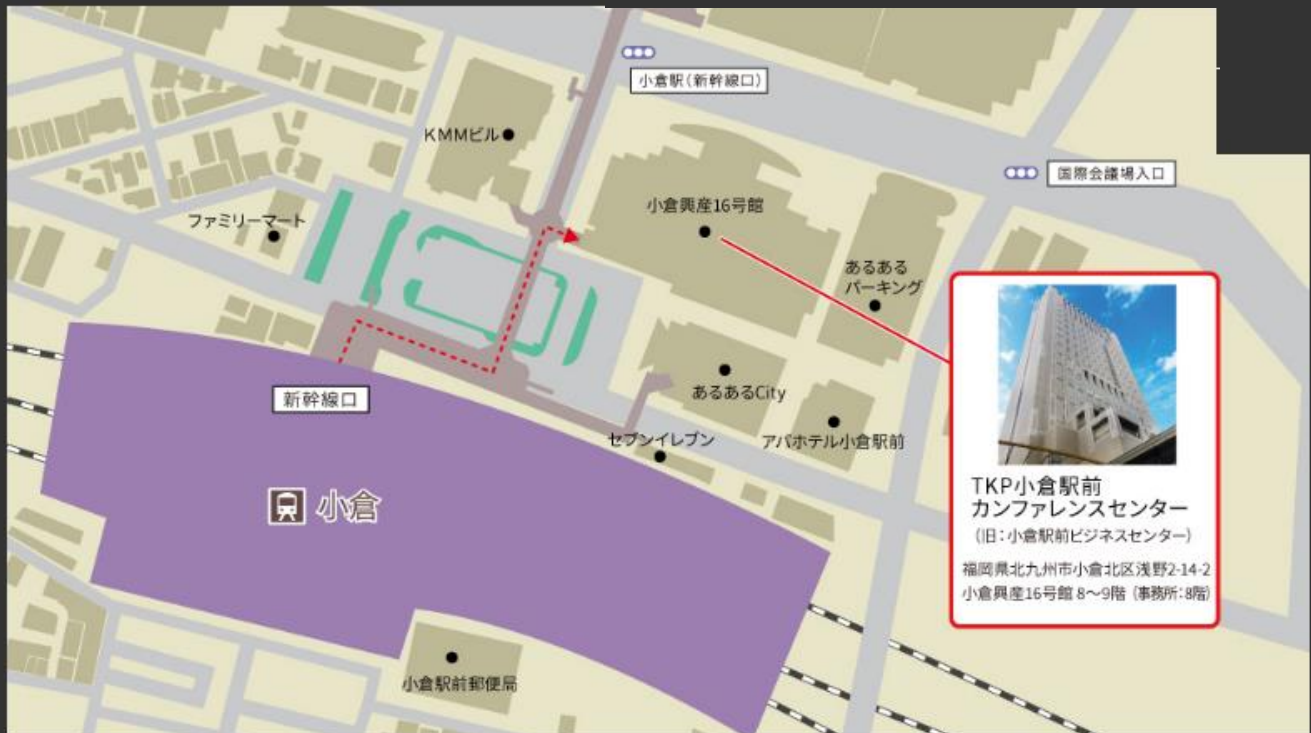 小倉駅(新幹線口)
KMMビル
国際会議場入口
小倉興産16号館
ファミリーマート
あるある
パーキング
新幹線口
あるあるCity
セブンイレブン
アパホテル小倉駅前
小倉
TKP小倉駅前
カンファレンスセンター
(旧:小倉駅前ビジネスセンター)
福岡県北九州市小倉北区浅野2-14-2
小倉興産16号館 8〜9階 (事務所:8階)
小倉駅前郵便局